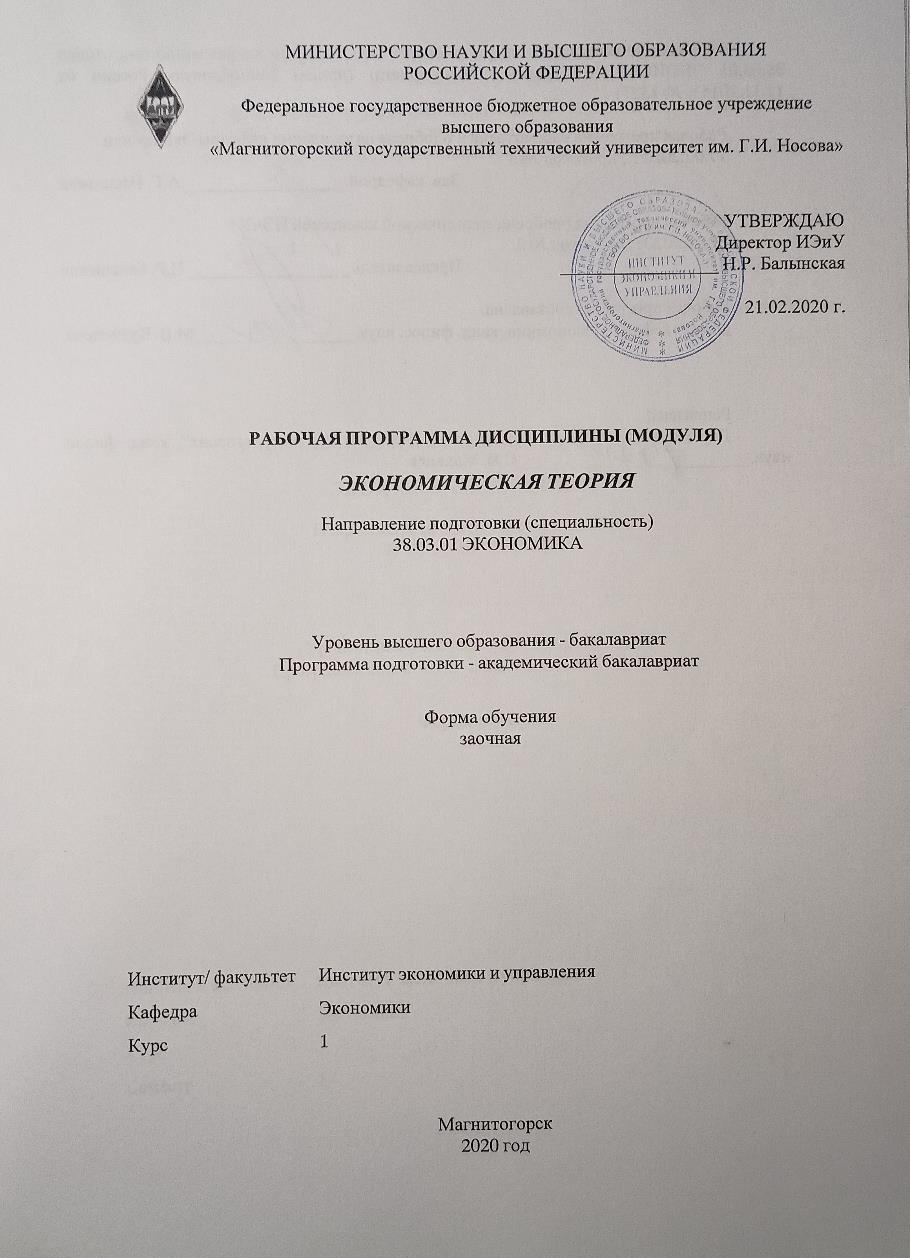 МИНИСТЕРСТВО НАУКИ И ВЫСШЕГО ОБРАЗОВАНИЯ
РОССИЙСКОЙ ФЕДЕРАЦИИ
Федеральное государственное бюджетное образовательное учреждение
высшего образования
«Магнитогорский государственный технический университет им. Г.И. Носова»
УТВЕРЖДАЮ
Директор ИЭиУ
Н.Р. Балынская
21.02.2020 г.
ИНСТИТУТ
ЭКОНОМИКИ И
УПРАВЛЕНИЯ
РАБОЧАЯ ПРОГРАММА ДИСЦИПЛИНЫ (МОДУЛЯ)
ЭКОНОМИЧЕСКАЯ ТЕОРИЯ
Направление подготовки (специальность)
38.03.01 ЭКОНОМИКА
Уровень высшего образования - бакалавриат
Программа подготовки - академический бакалавриат
Форма обучения
заочная
Институт/ факультет Институт экономики и управления
Кафедра Экономики
Курс 1
Магнитогорск
2020 год